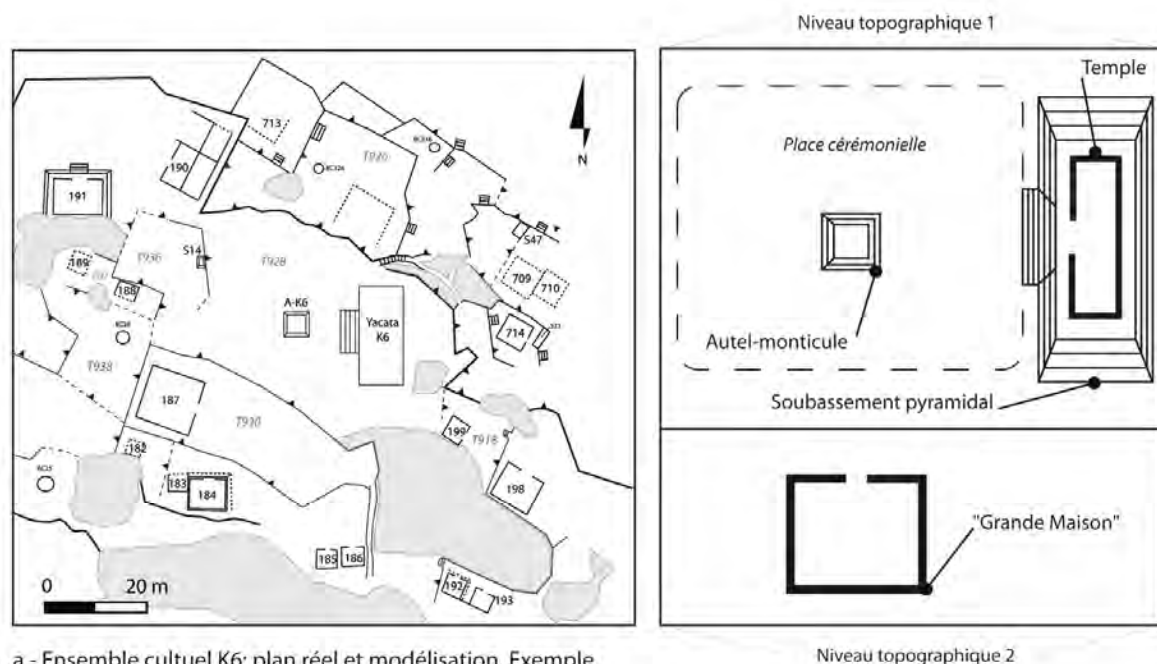 Niveau topographique 1
713
T926
190
N
191
S14
T936
T928
S47
189
188
709
710
A-K6
Yacata
K6
714
T938
187
T930
199
T918
182
183
184
198
185
186
192
193
0
20 m
Temple
Place cérémonielle
Autel-monticule
Soubassement pyramidal
"Grande Maison"
Niveau topographique 2
a - Ensemble cultuel K6: plan réel et modélisation. Exemple